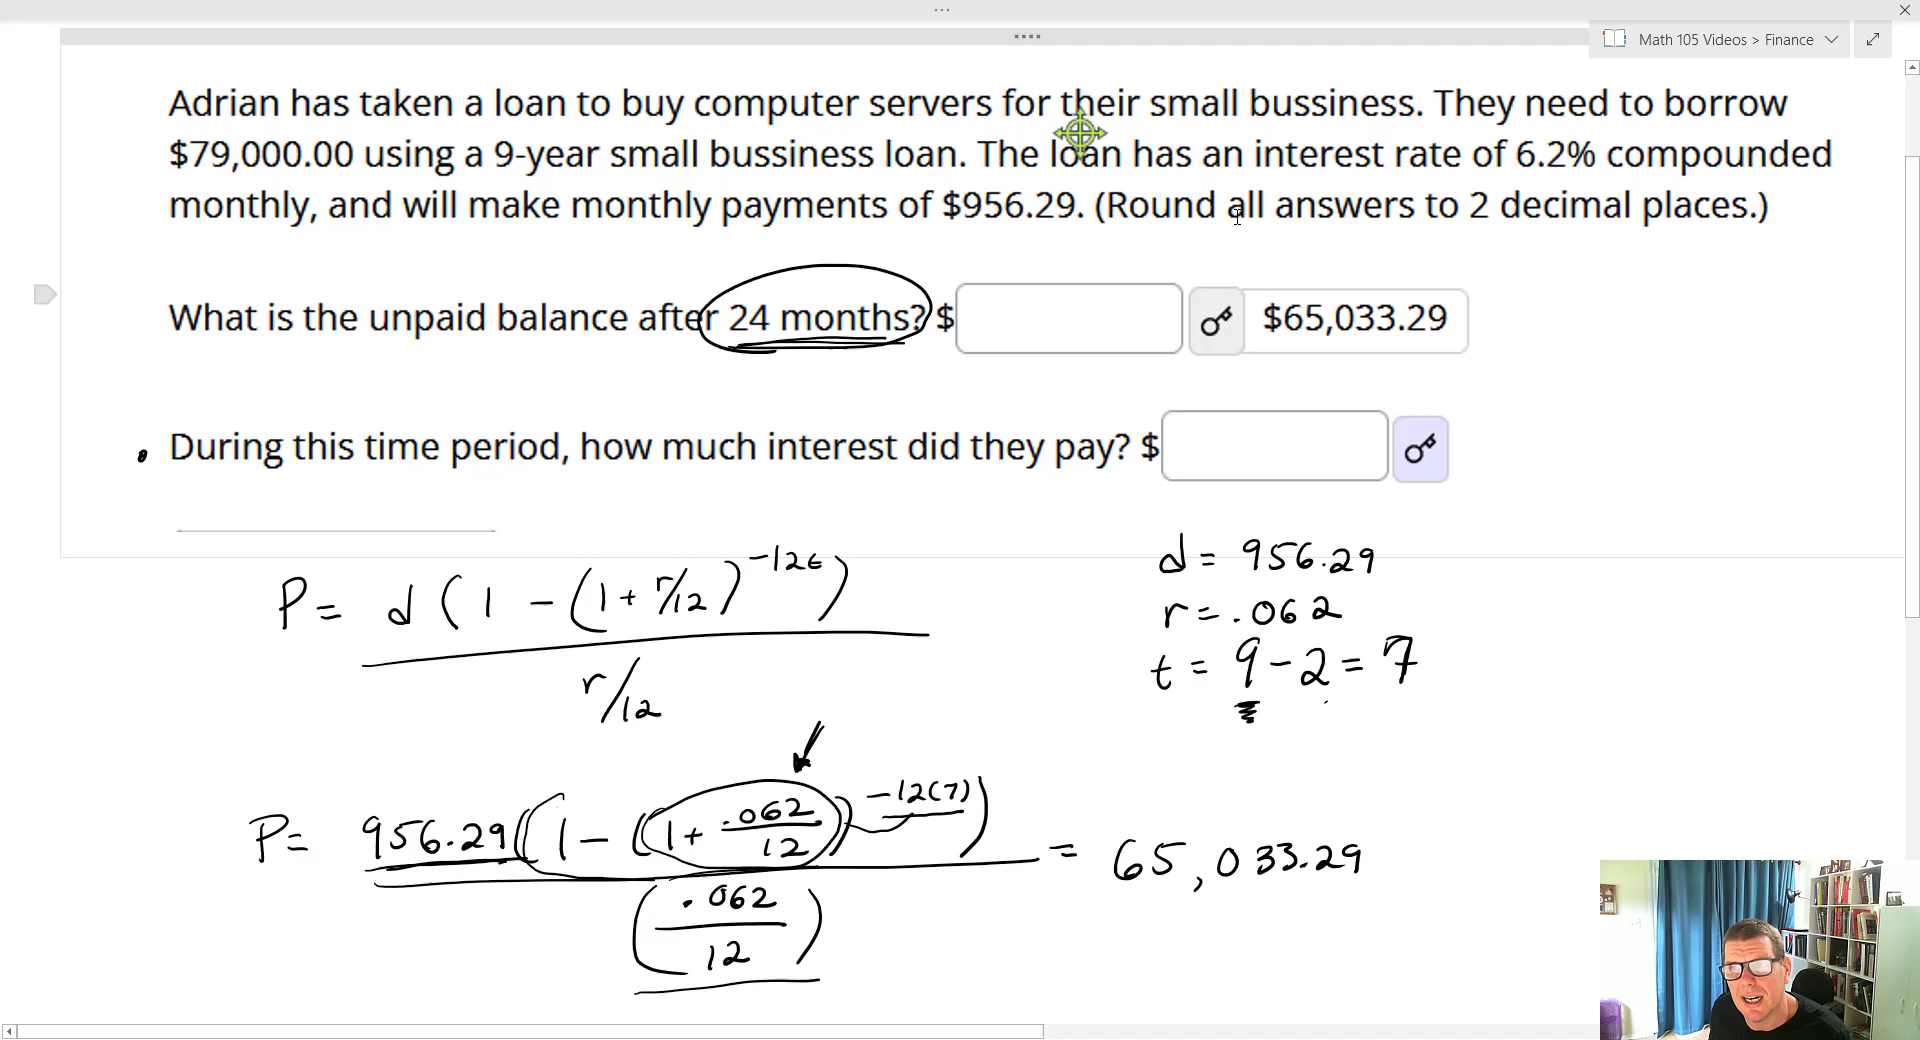 Math 105 Videos > Finance
Adrian has taken a loan to buy computer servers for their small bussiness. They need to borrow
$79,000.00 using a 9-year small bussiness loan. The loan has an interest rate of 6.2% compounded
monthly, and will make monthly payments of $956.29. (Round all answers to 2 decimal places.)
What is the unpaid balance after 24 months? $ $65,033.29
During this time period, how much interest did they pay? $
P = d ( 1 - (1 + r/12 )^-12t )
r/12
d = 956.29
r = .062
t = 9 - 2 = 7
P = 956.29 ( 1 - ( 1 + .062/12 )^-12(7) ) = 65,033.29
( .062/12 )